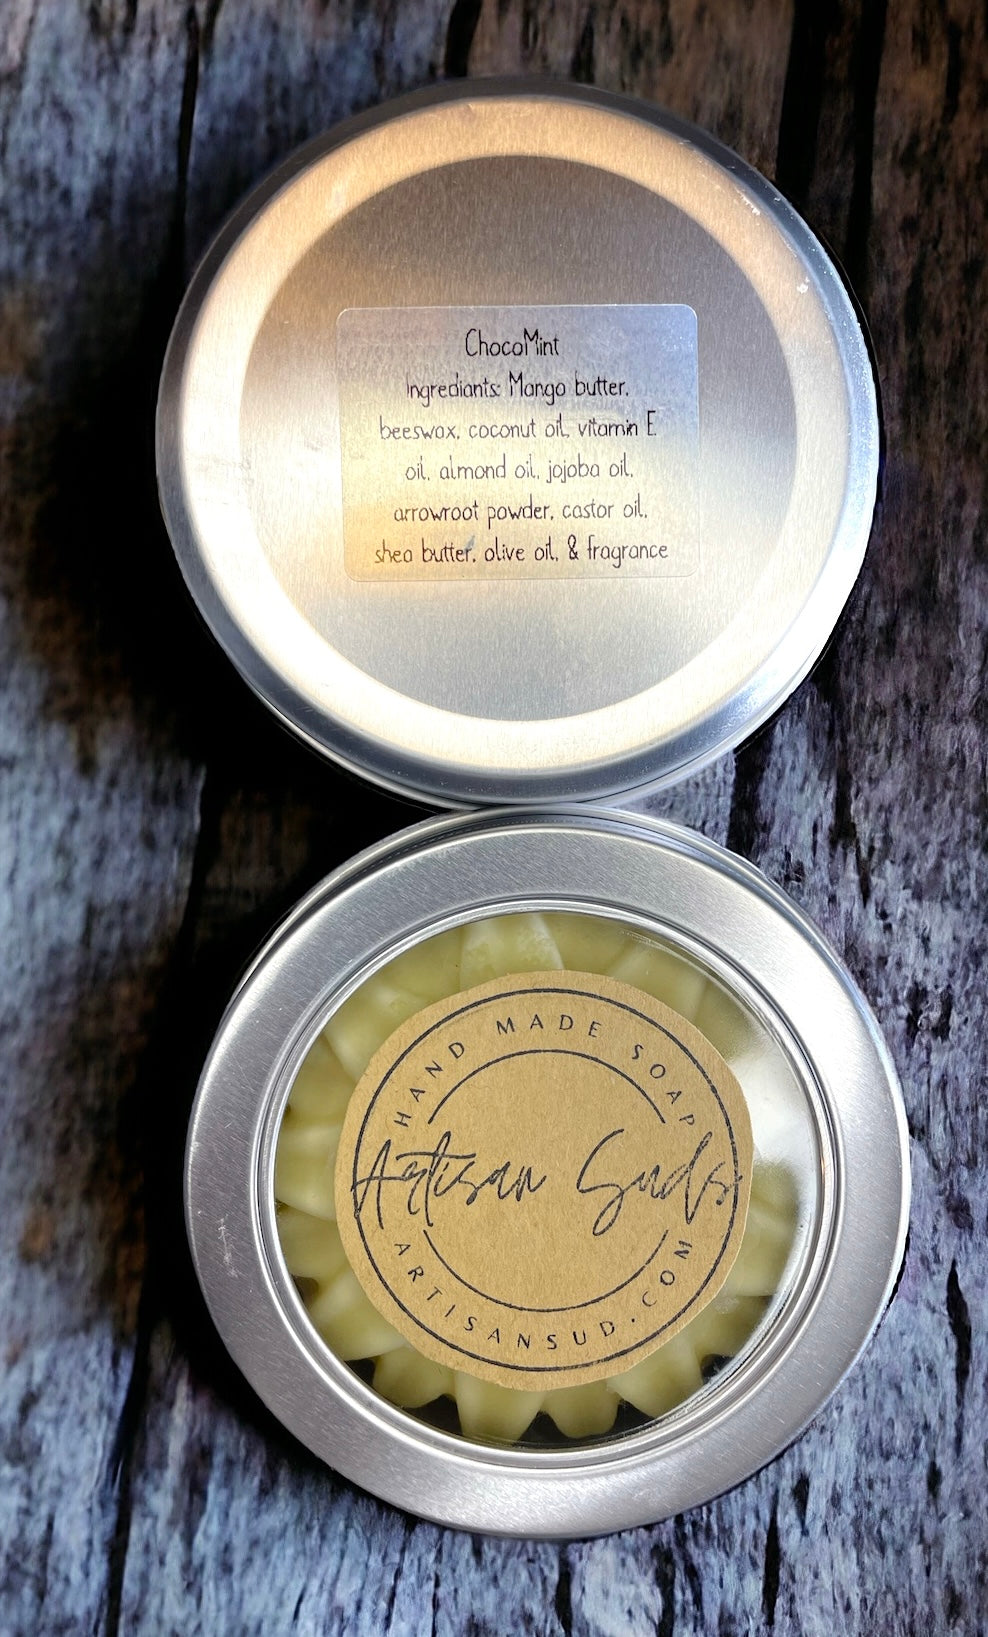 ChocoMint
Ingrediants: Mango butter,
beeswax, coconut oil, vitamin E
oil, almond oil, jojoba oil,
arrowroot powder, castor oil,
shea butter, olive oil, & fragrance
HAND MADE SOAP
Artisan Suds
ARTISANSUD.COM